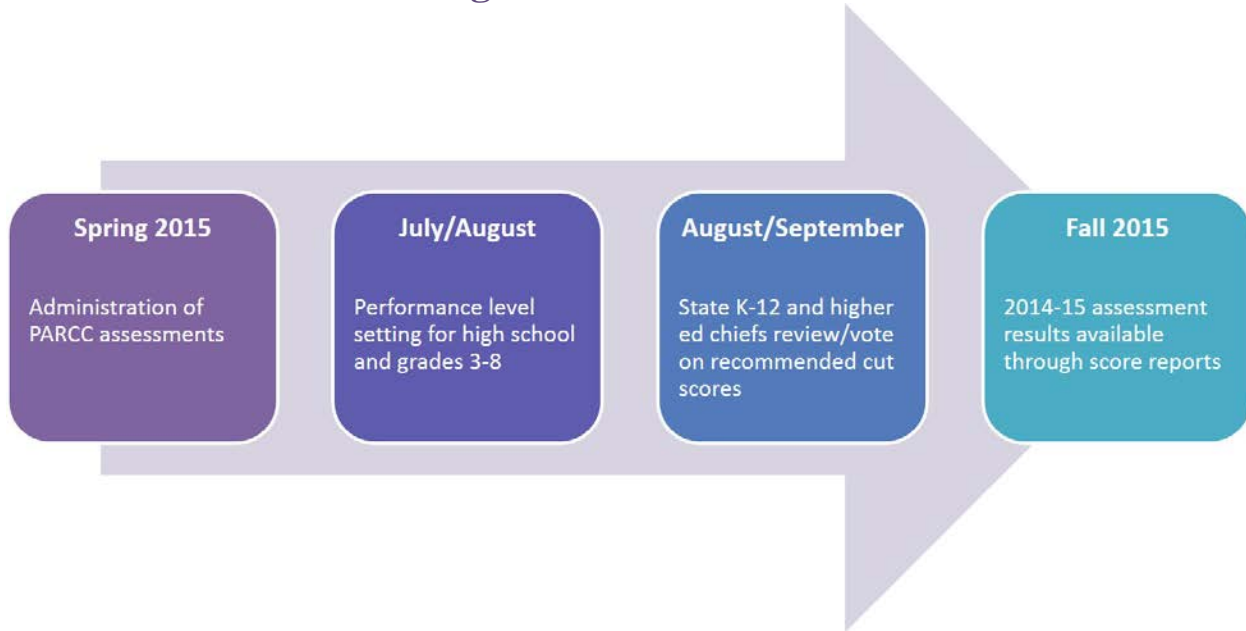 Spring 2015
Administration of
PARCC assessments
July/August
Performance level
setting for high school
and grades 3-8
August/September
State K-12 and higher
ed chiefs review/vote
on recommended cut
scores
Fall 2015
2014-15 assessment
results available
through score reports